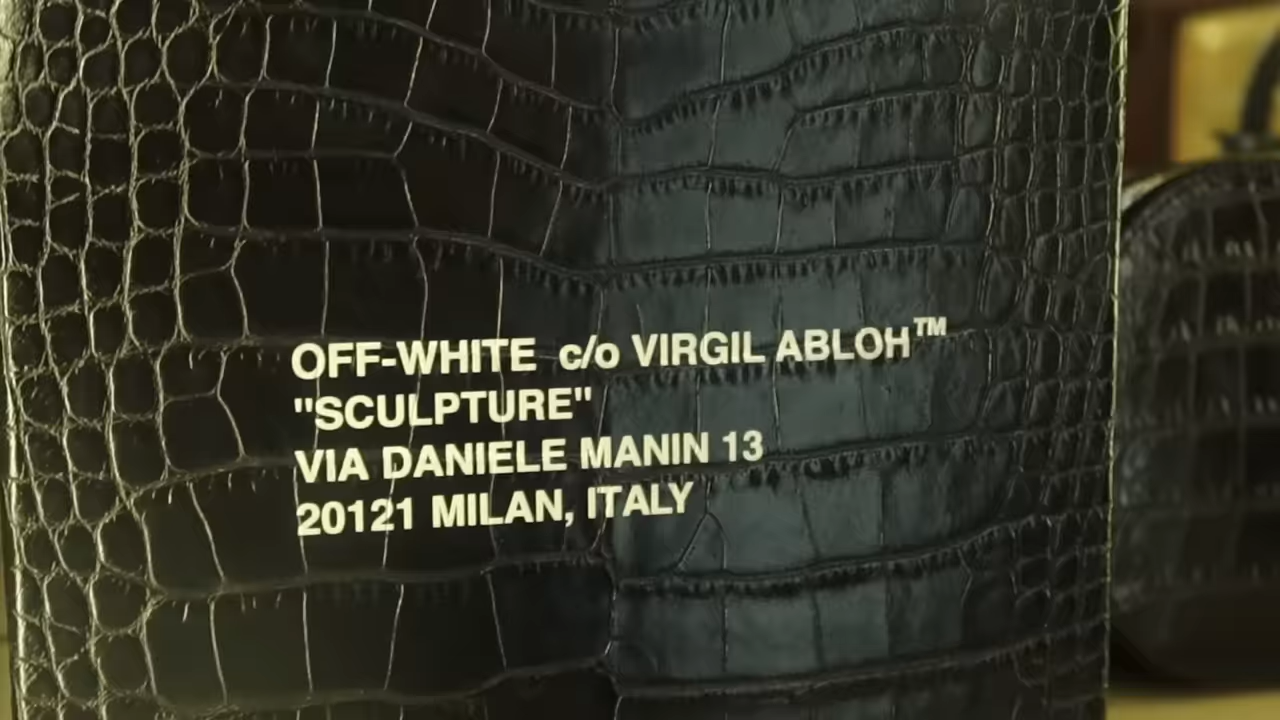 OFF-WHITE c/o VIRGIL ABLOH™
"SCULPTURE"
VIA DANIELE MANIN 13
20121 MILAN, ITALY